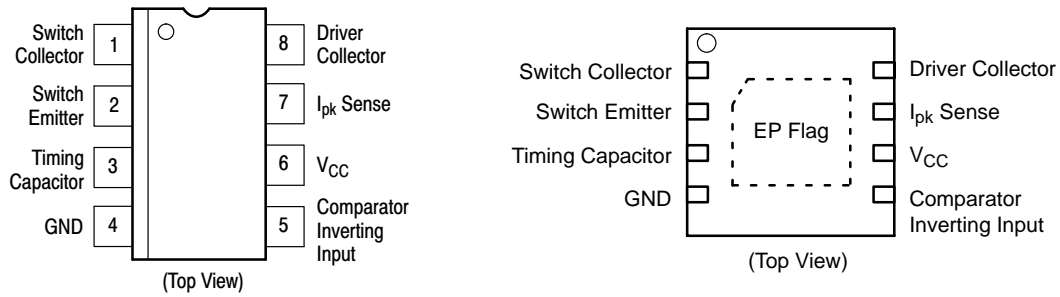 Switch
Collector
1
8
Driver
Collector
Switch
Emitter
2
7
Ipk Sense
Timing
Capacitor
3
6
VCC
GND
4
5
Comparator
Inverting
Input
(Top View)
Switch Collector
Driver Collector
Switch Emitter
Ipk Sense
EP Flag
Timing Capacitor
VCC
GND
Comparator
Inverting Input
(Top View)